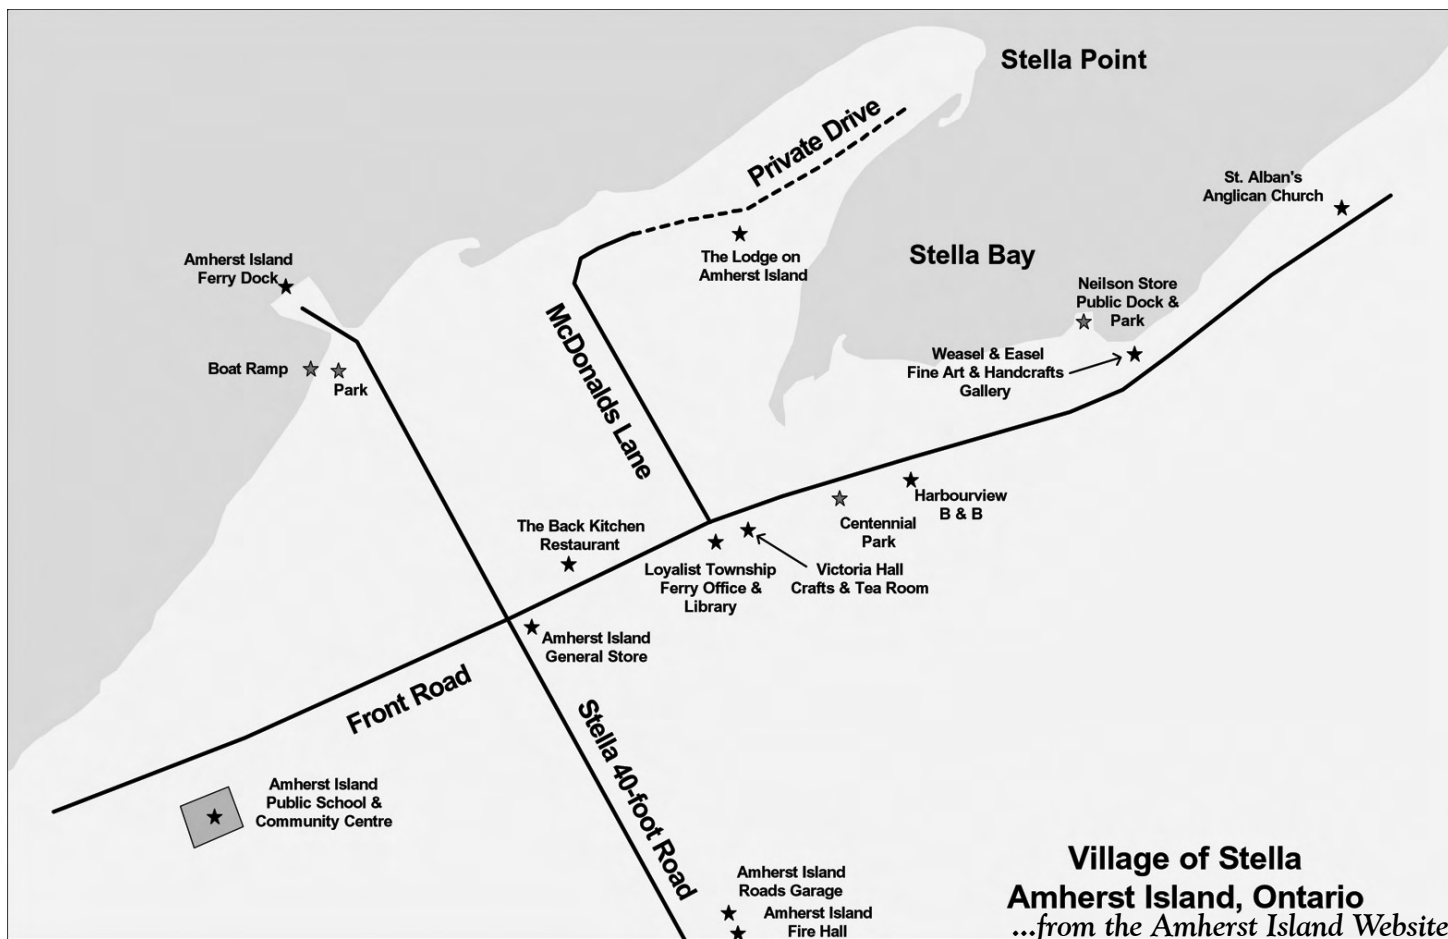 Stella Point
Private Drive
St. Alban's
Anglican Church
Stella Bay
Amherst Island
Ferry Dock
The Lodge on
Amherst Island
Neilson Store
Public Dock &
Park
McDonalds Lane
Weasel & Easel
Fine Art & Handcrafts
Gallery
Boat Ramp
Park
Harbourview
B & B
The Back Kitchen
Restaurant
Centennial
Park
Loyalist Township
Ferry Office &
Library
Victoria Hall
Crafts & Tea Room
Amherst Island
General Store
Front Road
Stella 40-foot Road
Amherst Island
Public School &
Community Centre
Amherst Island
Roads Garage
Amherst Island
Fire Hall
Village of Stella
Amherst Island, Ontario
...from the Amherst Island Website